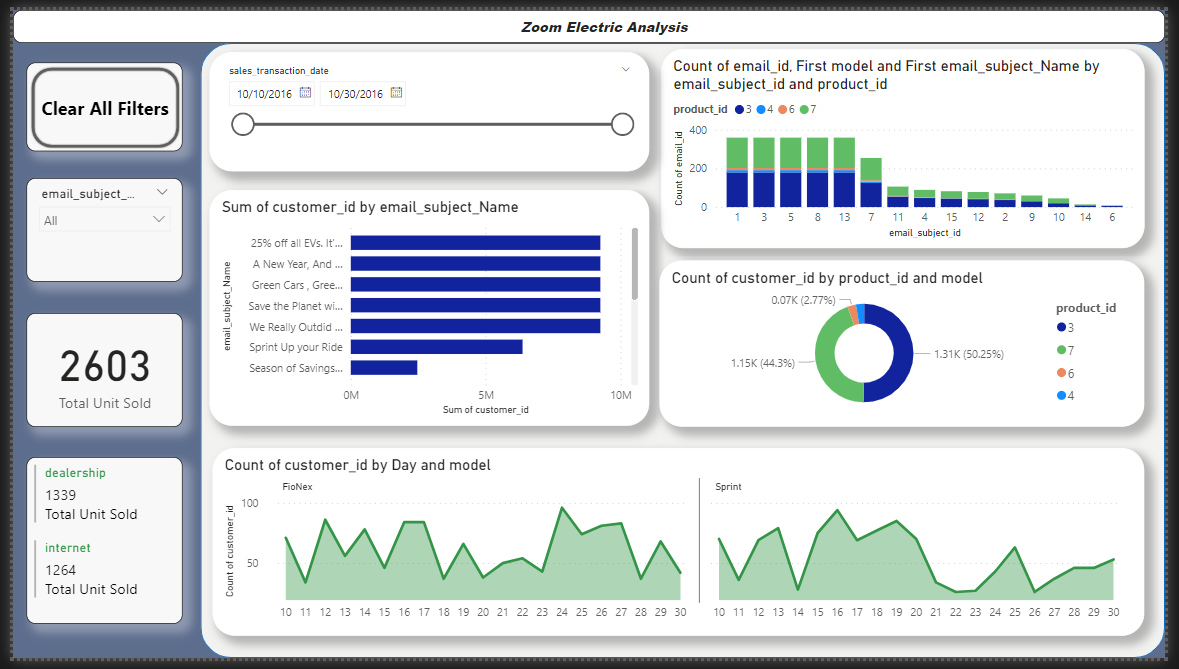 Zoom Electric Analysis
Clear All Filters
email_subject_...
All
2603
Total Unit Sold
dealership
1339
Total Unit Sold
internet
1264
Total Unit Sold
sales_transaction_date
10/10/2016 10/30/2016
Sum of customer_id by email_subject_Name
email_subject_Name
25% off all EVs. It'...
A New Year, And ...
Green Cars , Gree...
Save the Planet wi...
We Really Outdid ...
Sprint Up your Ride
Season of Savings...
0M 5M 10M
Sum of customer_id
Count of email_id, First model and First email_subject_Name by
email_subject_id and product_id
product_id 3 4 6 7
Count of email_id
400
200
0
1 3 5 8 13 7 11 4 15 12 2 9 10 14 6
email_subject_id
Count of customer_id by product_id and model
0.07K (2.77%)
1.15K (44.3%)
1.31K (50.25%)
product_id
3
7
6
4
Count of customer_id by Day and model
FioNex
Sprint
Count of customer_id
100
50
10 11 12 13 14 15 16 17 18 19 20 21 22 23 24 25 26 27 28 29 30
10 11 12 13 14 15 16 17 18 19 20 21 22 23 24 25 26 27 28 29 30